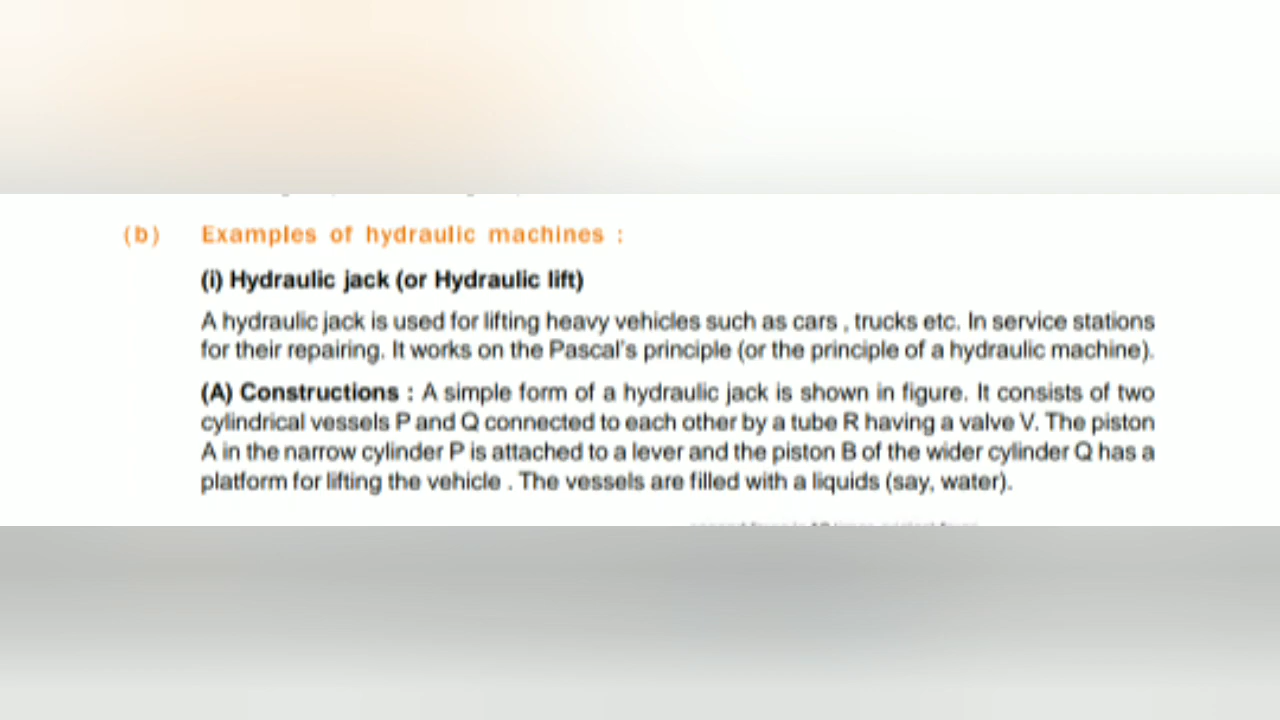 (b) Examples of hydraulic machines :
(i) Hydraulic jack (or Hydraulic lift)
A hydraulic jack is used for lifting heavy vehicles such as cars , trucks etc. In service stations
for their repairing. It works on the Pascal's principle (or the principle of a hydraulic machine).
(A) Constructions : A simple form of a hydraulic jack is shown in figure. It consists of two
cylindrical vessels P and Q connected to each other by a tube R having a valve V. The piston
A in the narrow cylinder P is attached to a lever and the piston B of the wider cylinder Q has a
platform for lifting the vehicle . The vessels are filled with a liquids (say, water).